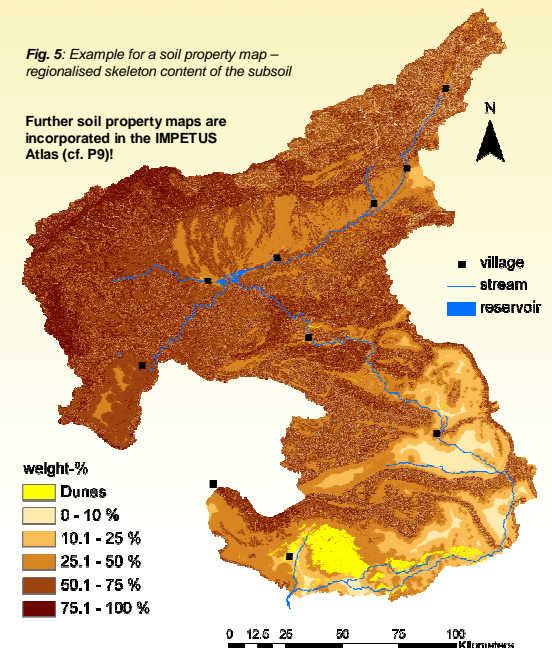 Fig. 5: Example for a soil property map –
regionalised skeleton content of the subsoil
Further soil property maps are
incorporated in the IMPETUS
Atlas (cf. P9)!
N
village
stream
reservoir
weight-%
Dunes
0 - 10 %
10.1 - 25 %
25.1 - 50 %
50.1 - 75 %
75.1 - 100 %
0 12.5 25 50 75 100
Kilometers